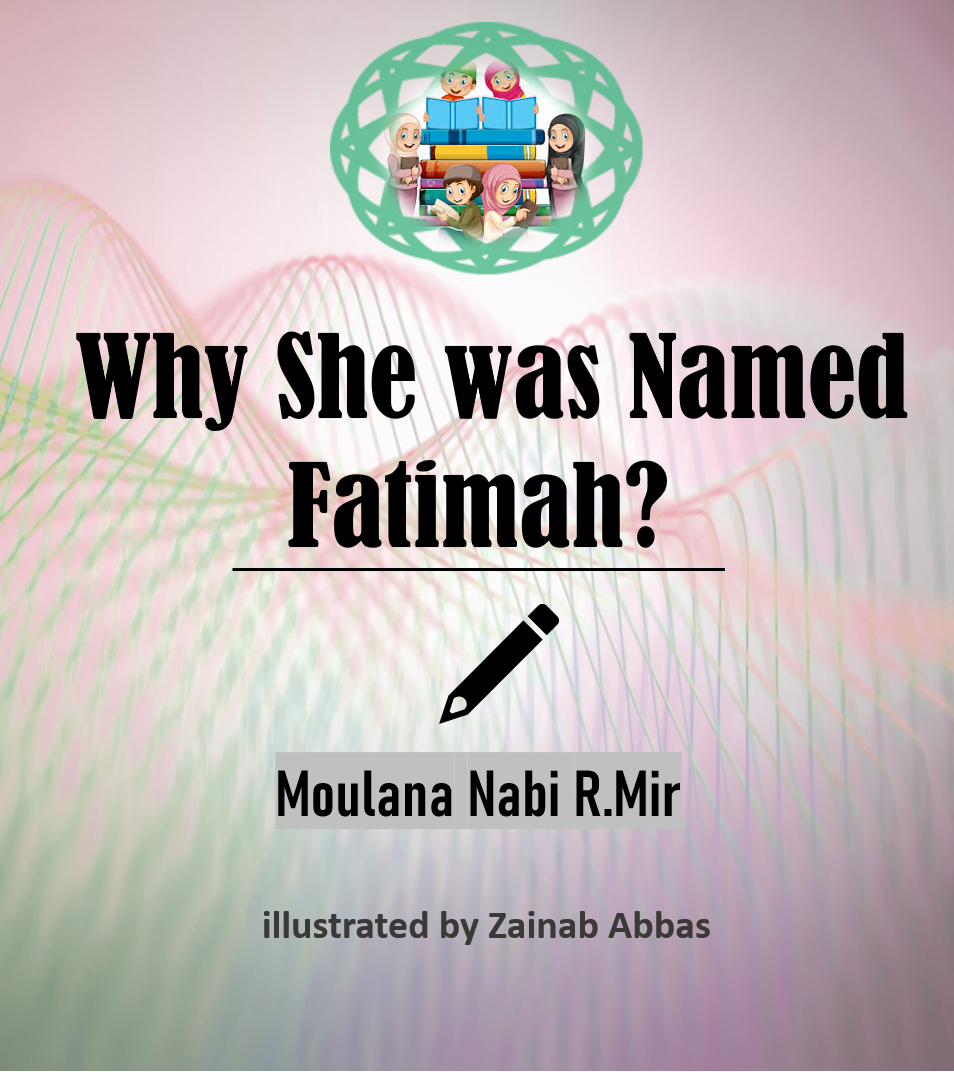 Why She was Named
Fatimah?
Moulana Nabi R.Mir
illustrated by Zainab Abbas